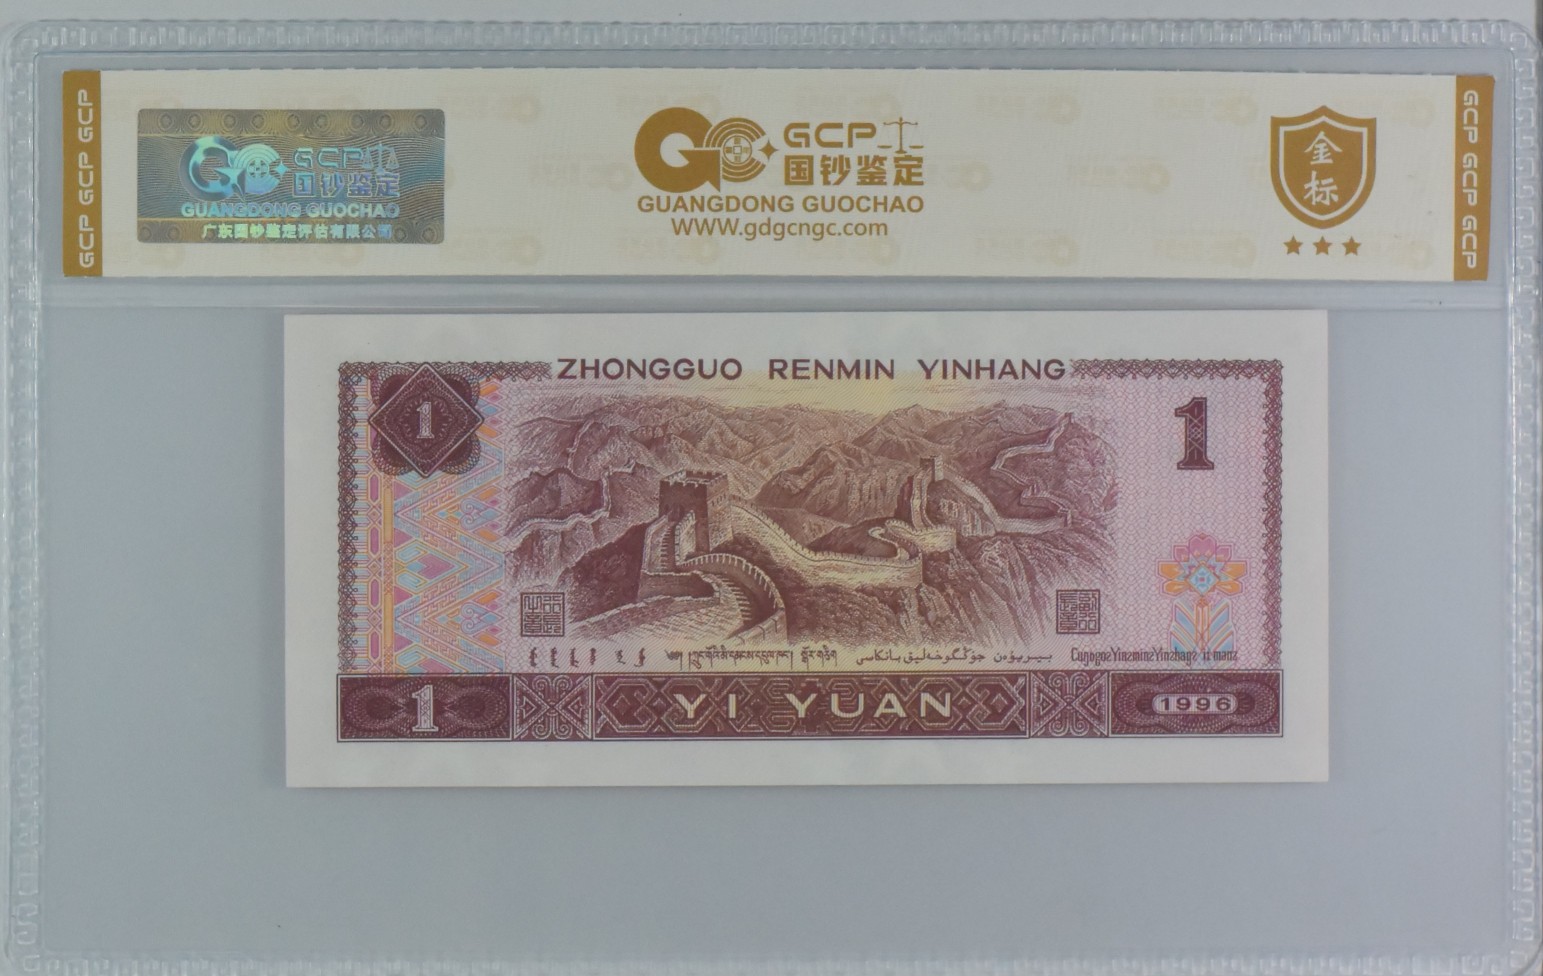 GCP GCP GCP
GCP
国钞鉴定
GUANGDONG GUOCHAO
广东国钞鉴定评估有限公司
GCP
国钞鉴定
GUANGDONG GUOCHAO
WWW.gdgcngc.com
金标
GCP GCP GCP
ZHONGGUO RENMIN YINHANG
1
1
1
YI YUAN
1996